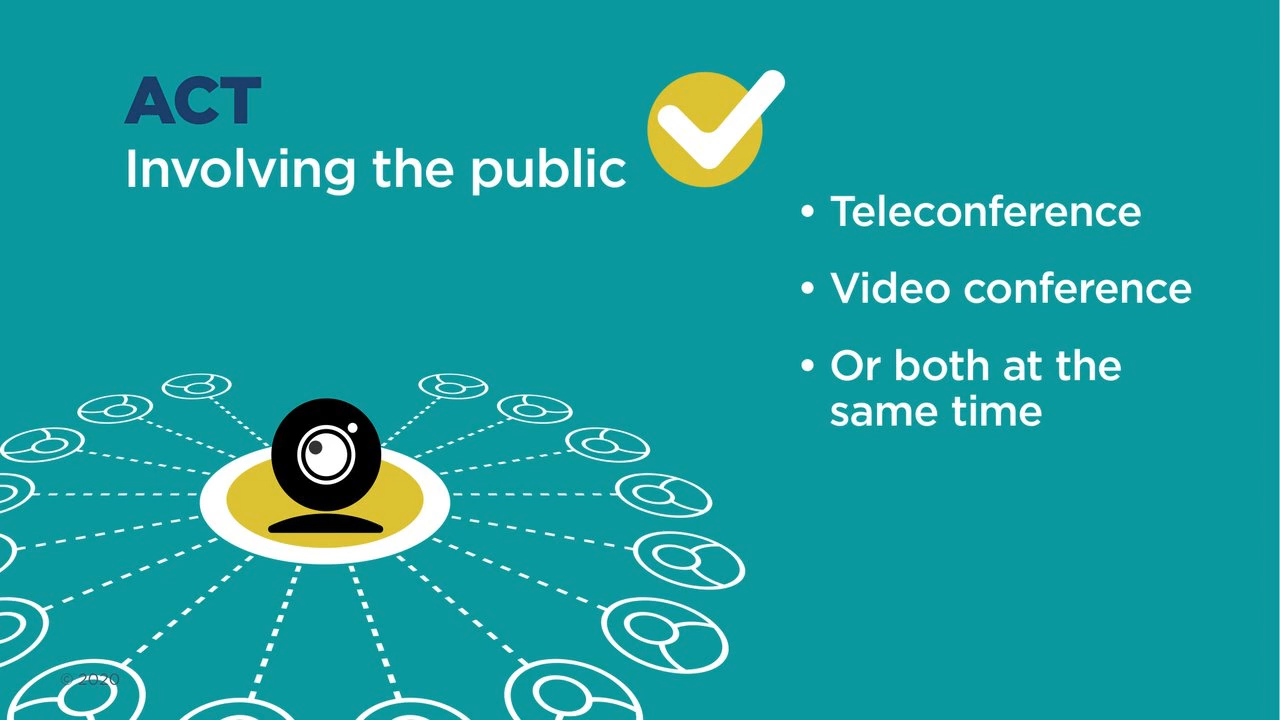 ACT
Involving the public
• Teleconference
• Video conference
• Or both at the
same time
© 2020